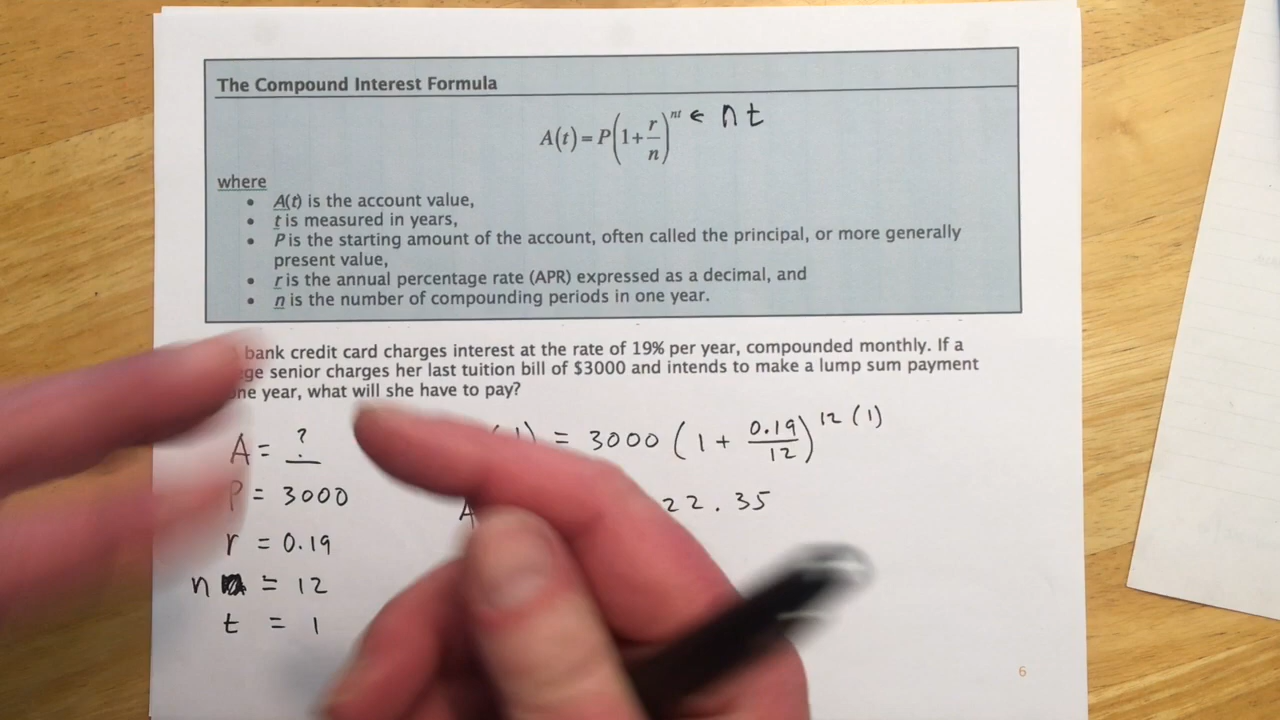 The Compound Interest Formula
A(t) = P(1 + r/n)^nt ← n t
where
• A(t) is the account value,
• t is measured in years,
• P is the starting amount of the account, often called the principal, or more generally
present value,
• r is the annual percentage rate (APR) expressed as a decimal, and
• n is the number of compounding periods in one year.
bank credit card charges interest at the rate of 19% per year, compounded monthly. If a
ge senior charges her last tuition bill of $3000 and intends to make a lump sum payment
ne year, what will she have to pay?
A = ?
(1) = 3000 (1 + 0.19/12)^12(1)
P = 3000
A 22.35
r = 0.19
n = 12
t = 1
6